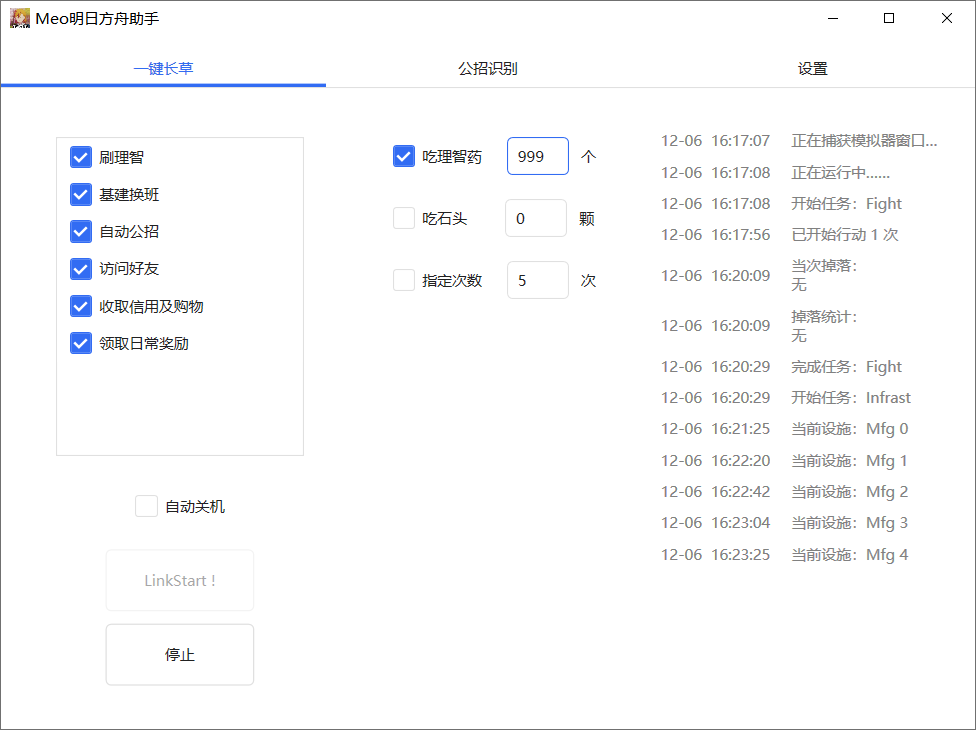 Meo明日方舟助手
一键长草
公招识别
设置
刷理智
基建换班
自动公招
访问好友
收取信用及购物
领取日常奖励
自动关机
LinkStart !
停止
吃理智药 999 个
吃石头 0 颗
指定次数 5 次
12-06 16:17:07 正在捕获模拟器窗口...
12-06 16:17:08 正在运行中......
12-06 16:17:08 开始任务：Fight
12-06 16:17:56 已开始行动 1 次
12-06 16:20:09 当次掉落：
无
12-06 16:20:09 掉落统计：
无
12-06 16:20:29 完成任务：Fight
12-06 16:20:29 开始任务：Infrast
12-06 16:21:25 当前设施：Mfg 0
12-06 16:22:20 当前设施：Mfg 1
12-06 16:22:42 当前设施：Mfg 2
12-06 16:23:04 当前设施：Mfg 3
12-06 16:23:25 当前设施：Mfg 4